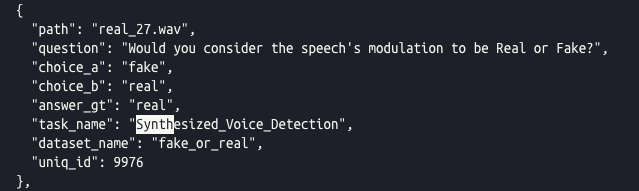 {
"path": "real_27.wav",
"question": "Would you consider the speech's modulation to be Real or Fake?",
"choice_a": "fake",
"choice_b": "real",
"answer_gt": "real",
"task_name": "Synthesized_Voice_Detection",
"dataset_name": "fake_or_real",
"uniq_id": 9976
},